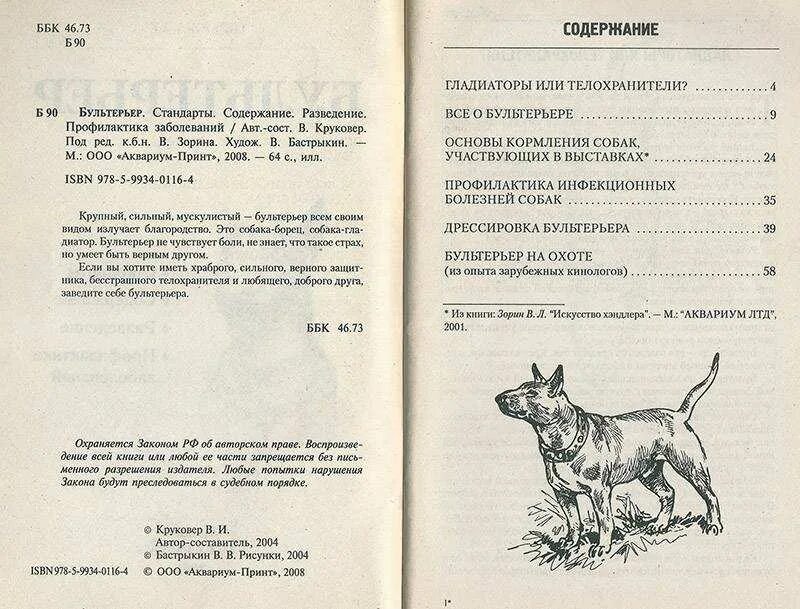 ББК 46.73
Б 90
Б 90 Бультерьер. Стандарты. Содержание. Разведение.
Профилактика заболеваний / Авт.-сост. В. Круковер.
Под ред. к.б.н. В. Зорина. Худож. В. Бастрыкин. —
М.: ООО «Аквариум-Принт», 2008. — 64 с., илл.
ISBN 978-5-9934-0116-4
Крупный, сильный, мускулистый — бультерьер всем своим
видом излучает благородство. Это собака-борец, собака-гла-
диатор. Бультерьер не чувствует боли, не знает, что такое страх,
но умеет быть верным другом.
Если вы хотите иметь храброго, сильного, верного защит-
ника, бесстрашного телохранителя и любящего, доброго друга,
заведите себе бультерьера.
ББК 46.73
Охраняется Законом РФ об авторском праве. Воспроизве-
дение всей книги или любой ее части запрещается без пись-
менного разрешения издателя. Любые попытки нарушения
Закона будут преследоваться в судебном порядке.
© Круковер В. И.
Автор-составитель, 2004
© Бастрыкин В. В. Рисунки, 2004
ISBN 978-5-9934-0116-4 © ООО «Аквариум-Принт», 2008
СОДЕРЖАНИЕ
ГЛАДИАТОРЫ ИЛИ ТЕЛОХРАНИТЕЛИ? 4
ВСЕ О БУЛЬТЕРЬЕРЕ 9
ОСНОВЫ КОРМЛЕНИЯ СОБАК,
УЧАСТВУЮЩИХ В ВЫСТАВКАХ* 24
ПРОФИЛАКТИКА ИНФЕКЦИОННЫХ
БОЛЕЗНЕЙ СОБАК 35
ДРЕССИРОВКА БУЛЬТЕРЬЕРА 39
БУЛЬТЕРЬЕР НА ОХОТЕ
(из опыта зарубежных кинологов) 58
* Из книги: Зорин В. Л. "Искусство хэндлера". — М.: "АКВАРИУМ ЛТД",
2001.
1*